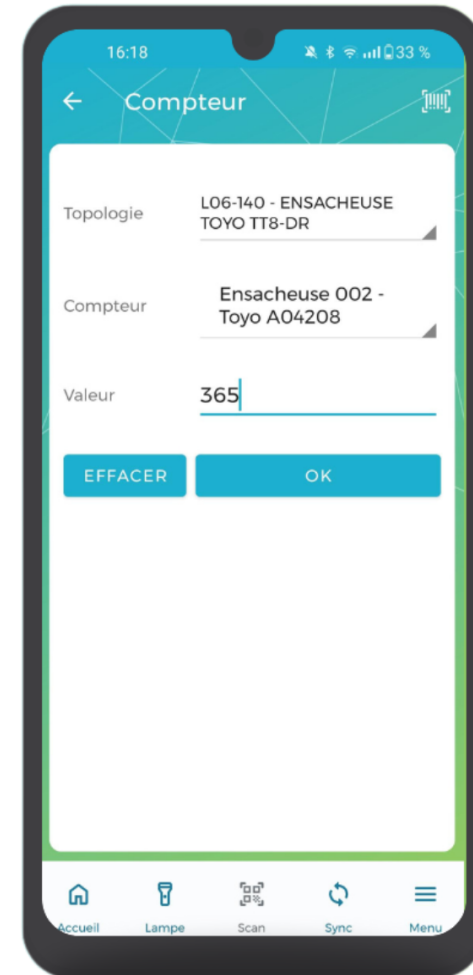 16:18 33 %
Compteur
Topologie L06-140 - ENSACHEUSE
TOYO TT8-DR
Compteur Ensacheuse 002 -
Toyo A04208
Valeur 365
EFFACER OK
Accueil Lampe Scan Sync Menu